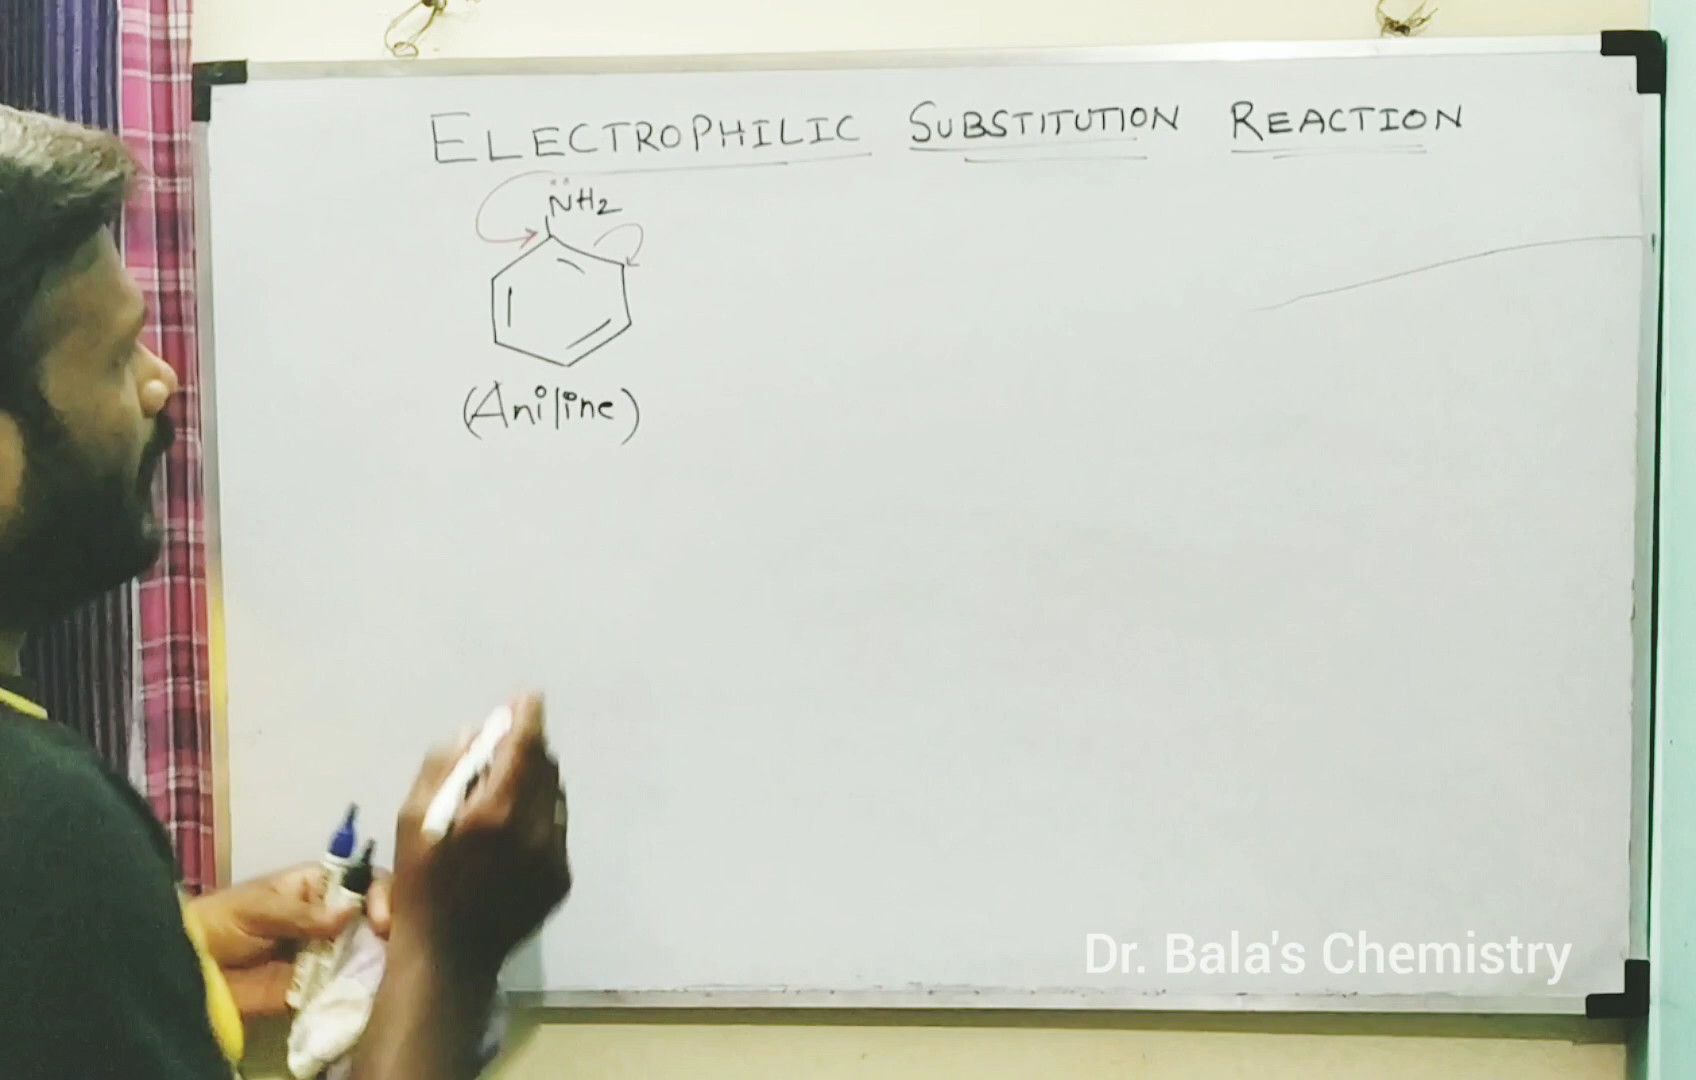 ELECTROPHILIC SUBSTITUTION REACTION
NH2
(Aniline)
Dr. Bala's Chemistry